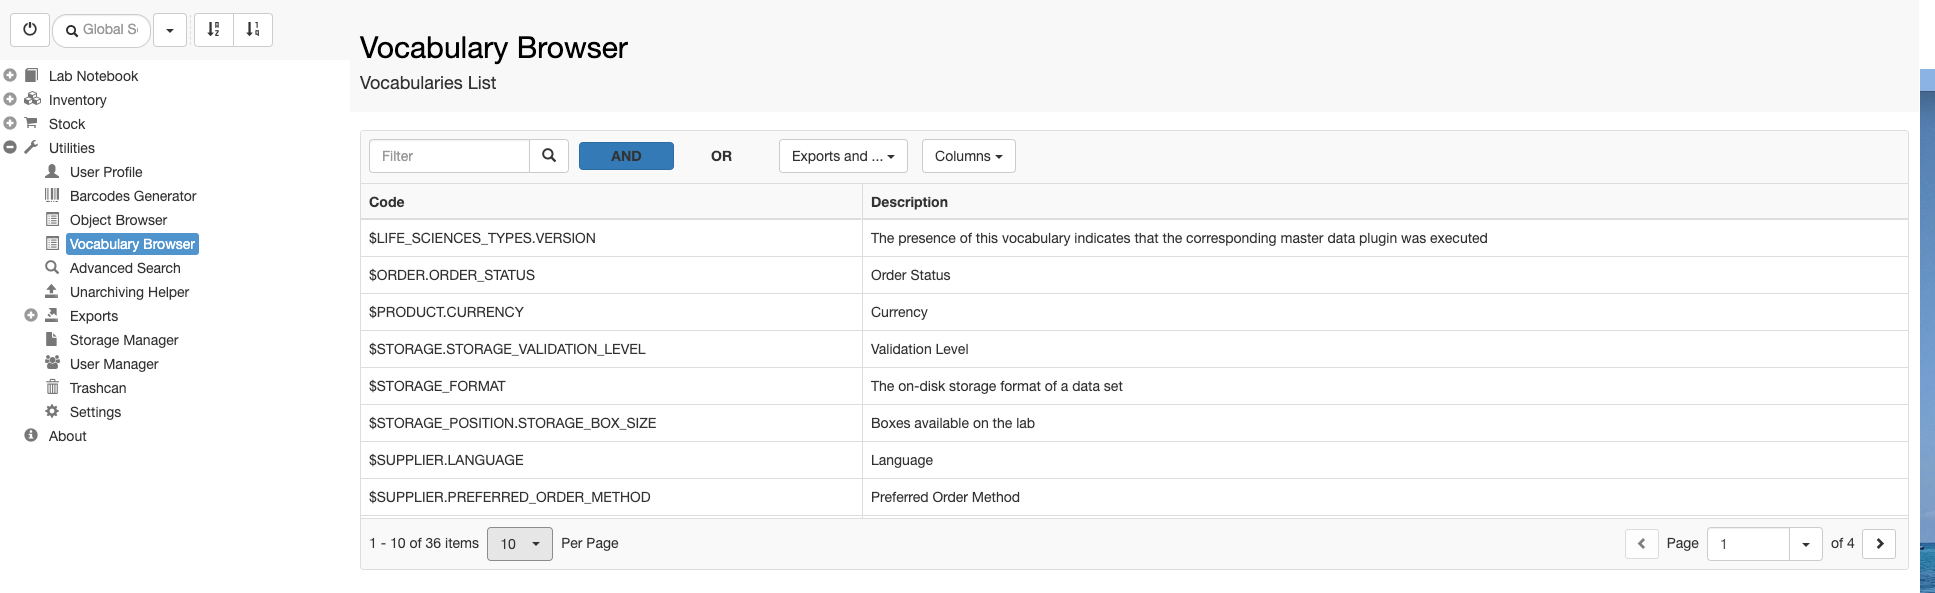 Global S
Lab Notebook
Inventory
Stock
Utilities
User Profile
Barcodes Generator
Object Browser
Vocabulary Browser
Advanced Search
Unarchiving Helper
Exports
Storage Manager
User Manager
Trashcan
Settings
About
Vocabulary Browser
Vocabularies List
Filter AND OR Exports and ... Columns
Code Description
$LIFE_SCIENCES_TYPES.VERSION The presence of this vocabulary indicates that the corresponding master data plugin was executed
$ORDER.ORDER_STATUS Order Status
$PRODUCT.CURRENCY Currency
$STORAGE.STORAGE_VALIDATION_LEVEL Validation Level
$STORAGE_FORMAT The on-disk storage format of a data set
$STORAGE_POSITION.STORAGE_BOX_SIZE Boxes available on the lab
$SUPPLIER.LANGUAGE Language
$SUPPLIER.PREFERRED_ORDER_METHOD Preferred Order Method
1 - 10 of 36 items 10 Per Page Page 1 of 4